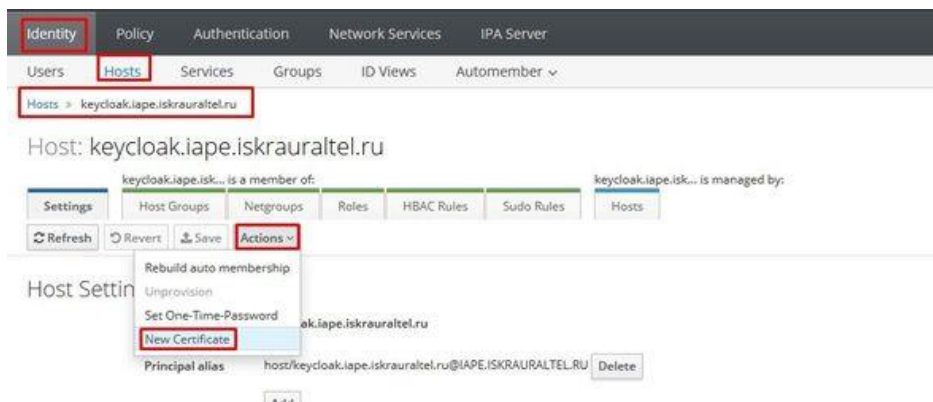 Identity Policy Authentication Network Services IPA Server
Users Hosts Services Groups ID Views Automember
Hosts » keycloak.iape.iskrauraltel.ru
Host: keycloak.iape.iskrauraltel.ru
keycloak.iape.isk... is a member of: keycloak.iape.isk... is managed by:
Settings Host Groups Netgroups Roles HBAC Rules Sudo Rules Hosts
Refresh Revert Save Actions
Rebuild auto membership
Host Settin Unprovision
Set One-Time-Password ak.iape.iskrauraltel.ru
New Certificate
Principal alias host/keycloak.iape.iskrauraltel.ru@IAPE.ISKRAURALTEL.RU Delete
Add